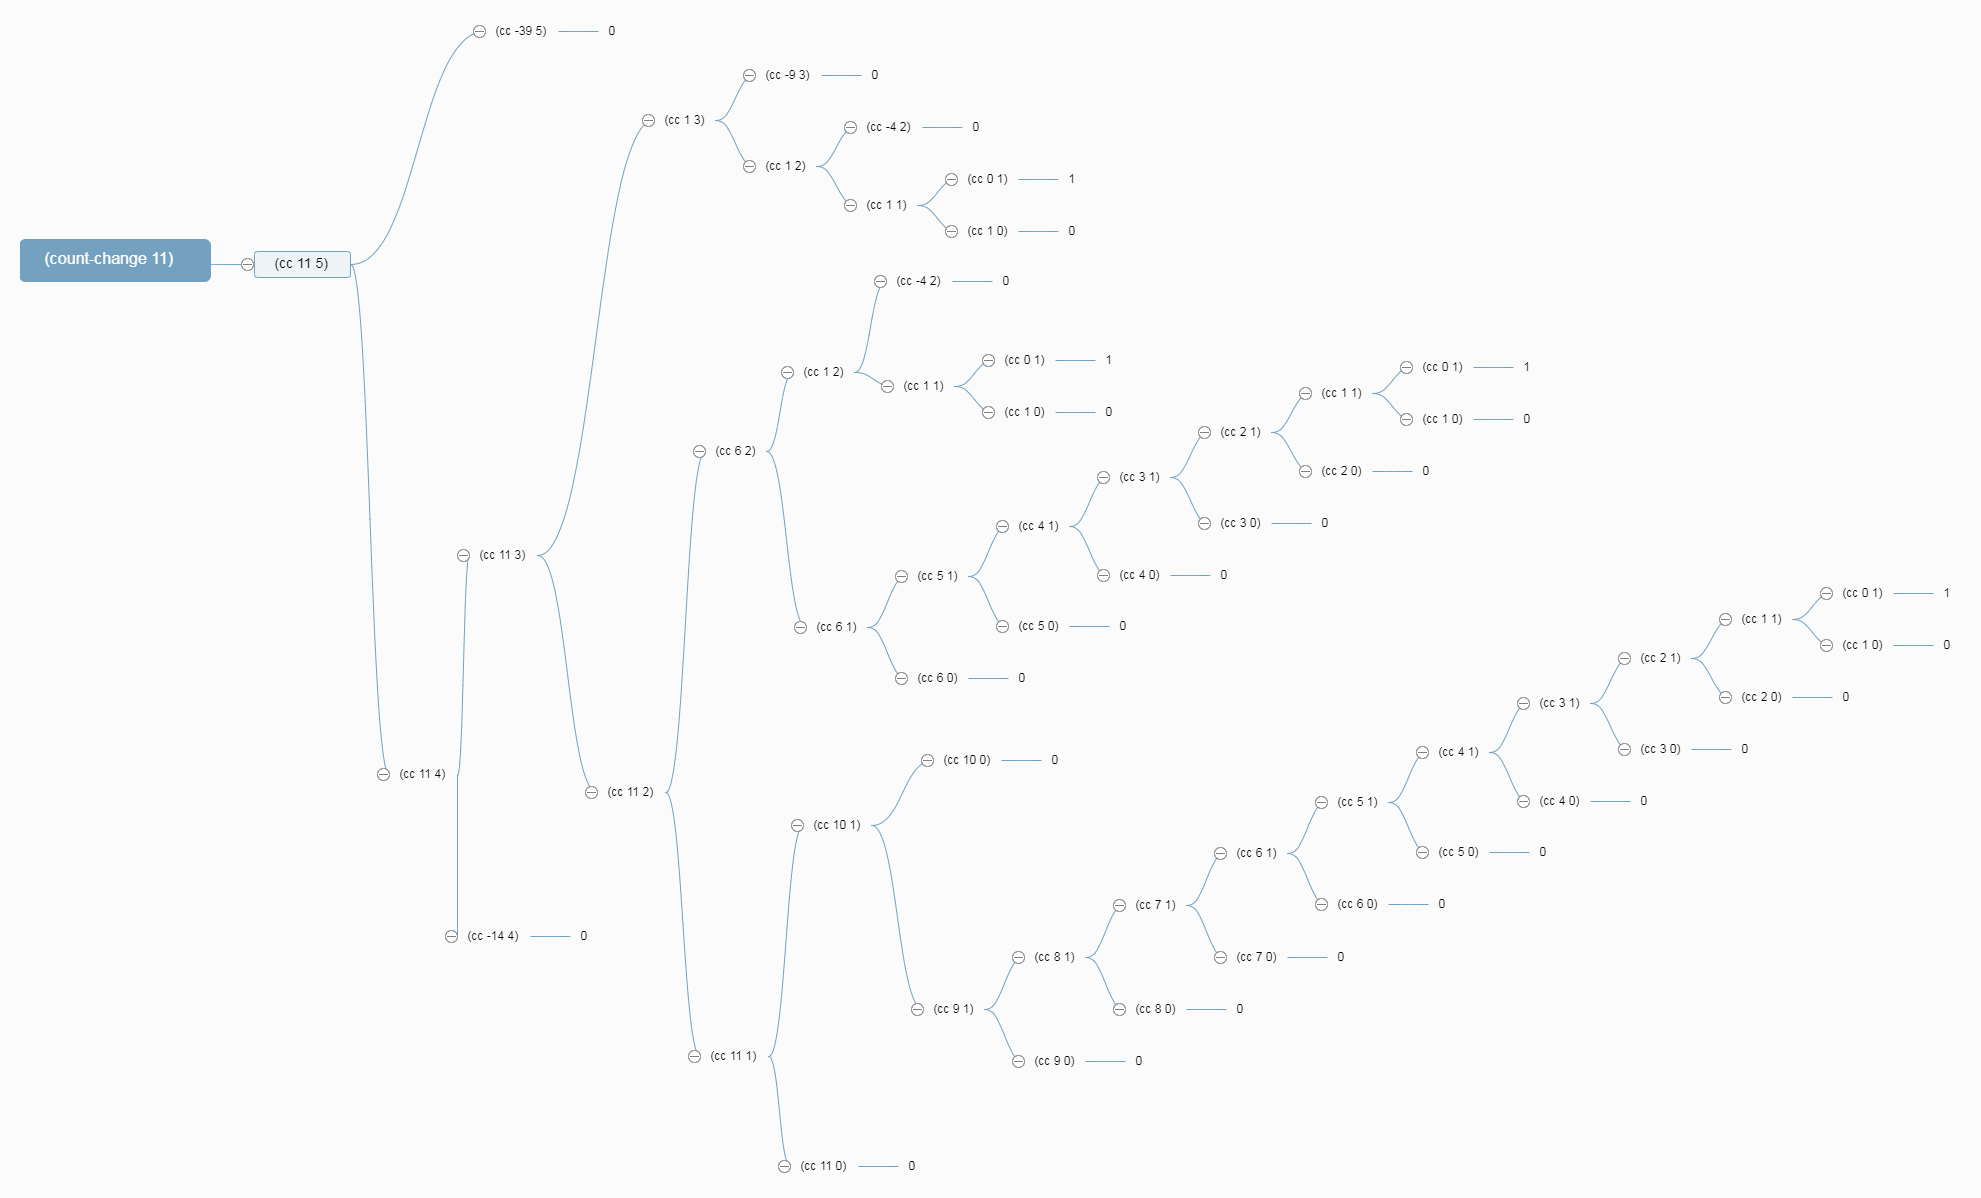 (count-change 11)
(cc 11 5)
(cc -39 5) 0
(cc 11 4)
(cc 11 3)
(cc 1 3)
(cc -9 3) 0
(cc 1 2)
(cc -4 2) 0
(cc 1 1)
(cc 0 1) 1
(cc 1 0) 0
(cc 11 2)
(cc 6 2)
(cc 1 2)
(cc -4 2) 0
(cc 1 1)
(cc 0 1) 1
(cc 1 0) 0
(cc 6 1)
(cc 5 1)
(cc 4 1)
(cc 3 1)
(cc 2 1)
(cc 1 1)
(cc 0 1) 1
(cc 1 0) 0
(cc 2 0) 0
(cc 3 0) 0
(cc 4 0) 0
(cc 5 0) 0
(cc 6 0) 0
(cc 11 1)
(cc 10 1)
(cc 10 0) 0
(cc 9 1)
(cc 8 1)
(cc 7 1)
(cc 6 1)
(cc 5 1)
(cc 4 1)
(cc 3 1)
(cc 2 1)
(cc 1 1)
(cc 0 1) 1
(cc 1 0) 0
(cc 2 0) 0
(cc 3 0) 0
(cc 4 0) 0
(cc 5 0) 0
(cc 6 0) 0
(cc 7 0) 0
(cc 8 0) 0
(cc 9 0) 0
(cc 11 0) 0
(cc -14 4) 0